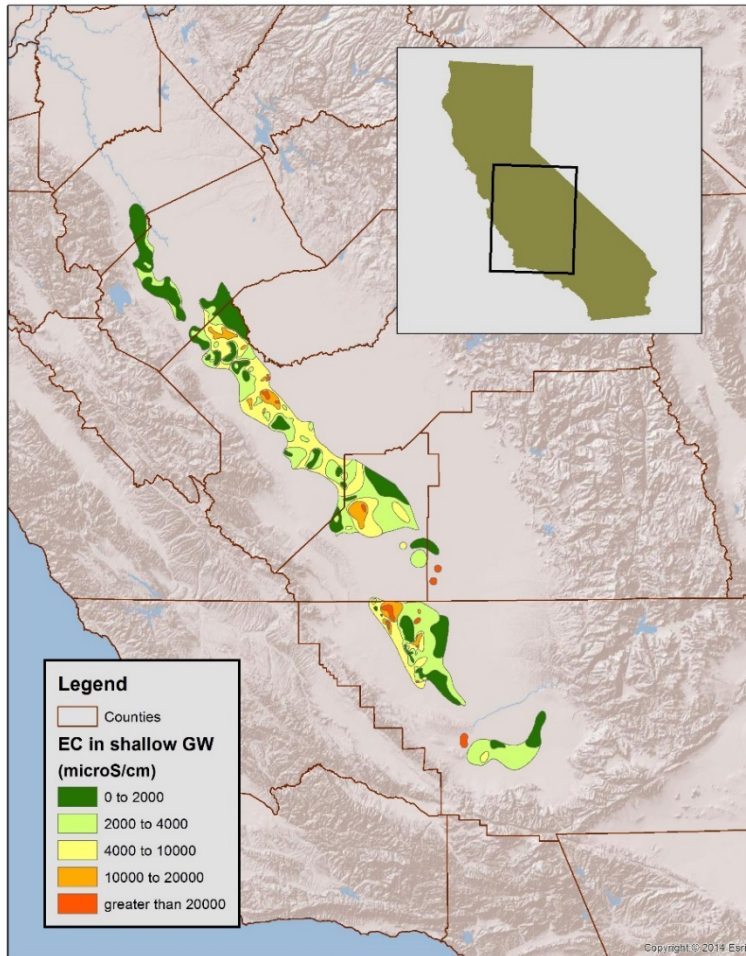 Legend
Counties
EC in shallow GW
(microS/cm)
0 to 2000
2000 to 4000
4000 to 10000
10000 to 20000
greater than 20000
Copyright:© 2014 Esri